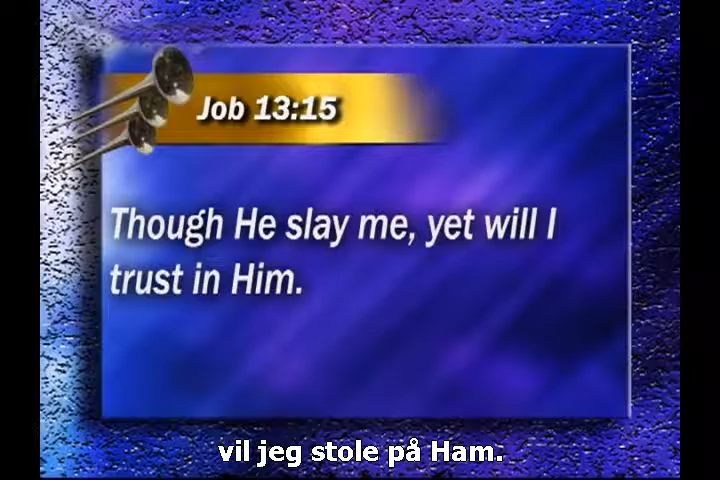 Job 13:15
Though He slay me, yet will I
trust in Him.
vil jeg stole på Ham.